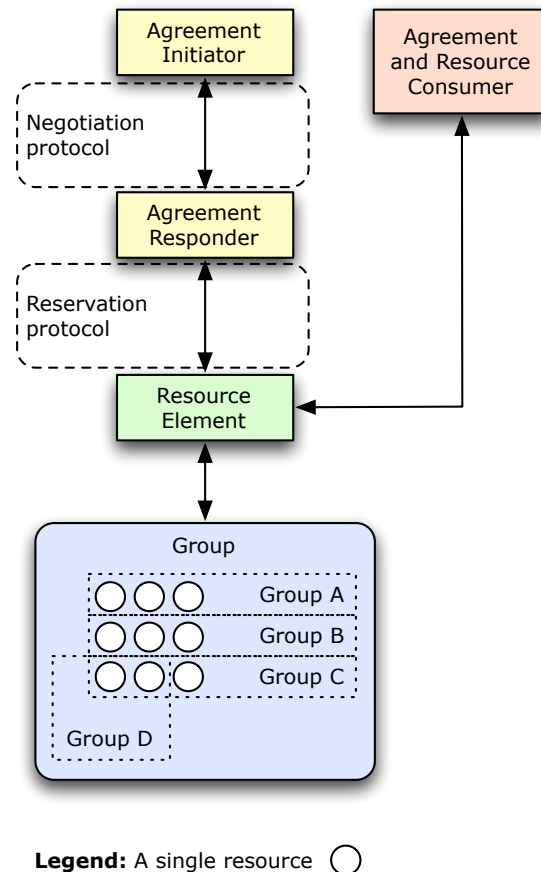 Agreement
Initiator
Agreement
and Resource
Consumer
Negotiation
protocol
Agreement
Responder
Reservation
protocol
Resource
Element
Group
Group A
Group B
Group C
Group D
Legend: A single resource